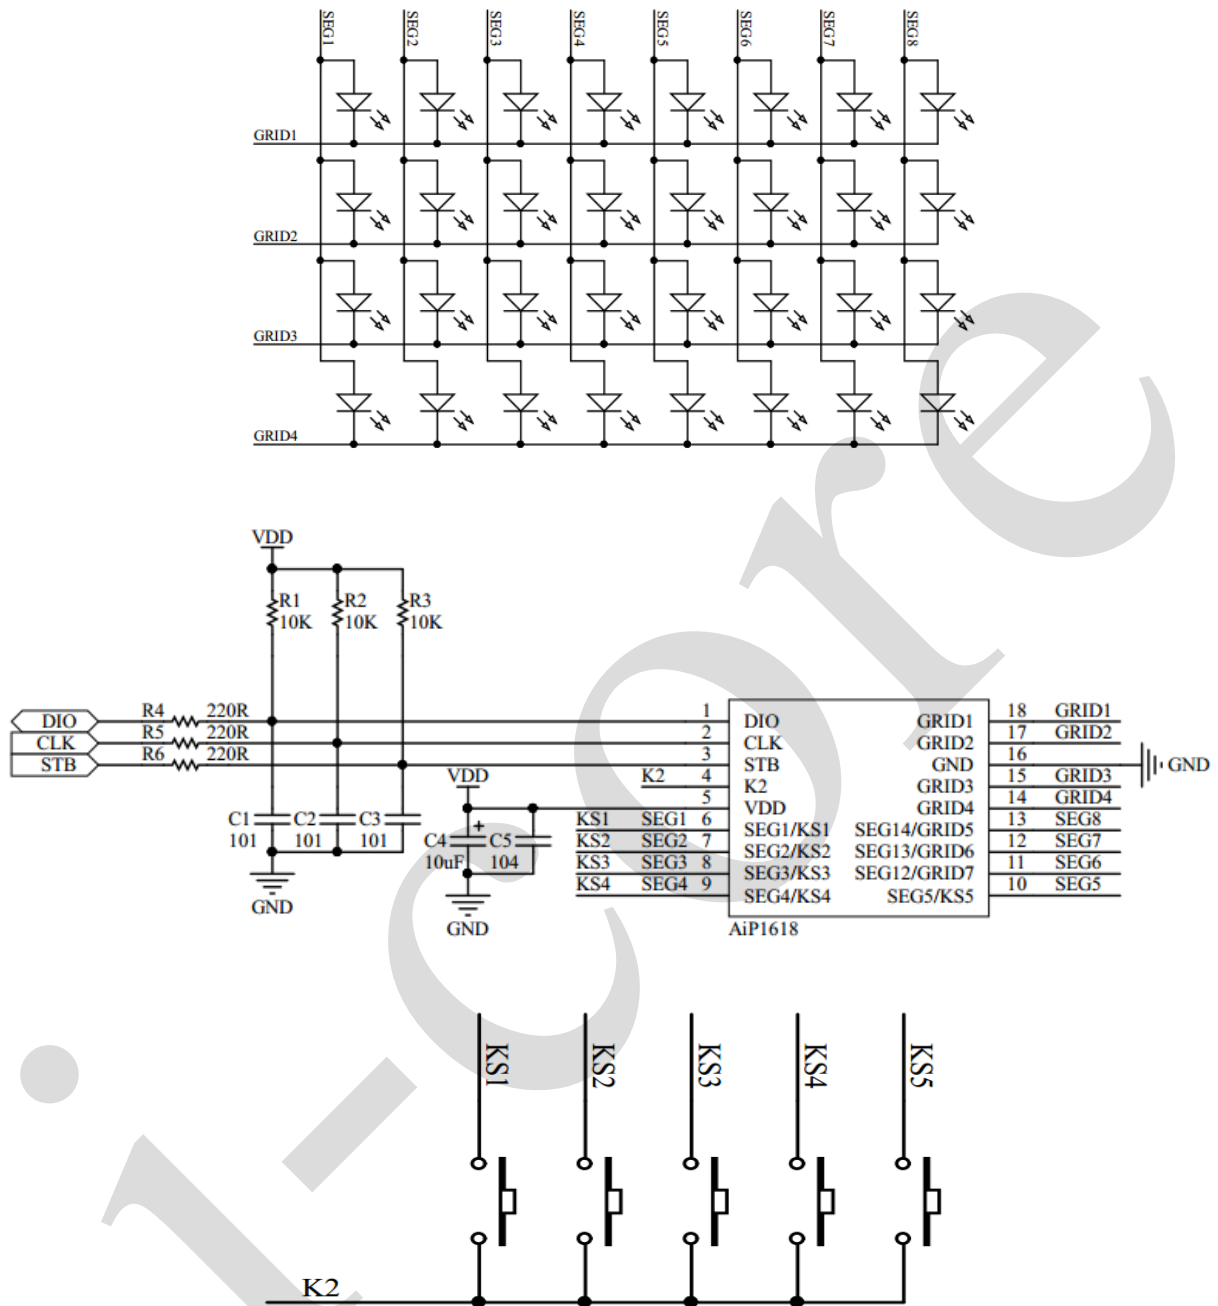 SEG1 SEG2 SEG3 SEG4 SEG5 SEG6 SEG7 SEG8
GRID1
GRID2
GRID3
GRID4
VDD
R1 R2 R3
10K 10K 10K
DIO R4 220R 1 DIO GRID1 18 GRID1
CLK R5 220R 2 CLK GRID2 17 GRID2
STB R6 220R 3 STB GND 16 GND
VDD K2 4 K2 GRID3 15 GRID3
5 VDD GRID4 14 GRID4
C1 C2 C3 KS1 SEG1 6 SEG1/KS1 SEG14/GRID5 13 SEG8
101 101 101 C4 + C5 KS2 SEG2 7 SEG2/KS2 SEG13/GRID6 12 SEG7
10uF 104 KS3 SEG3 8 SEG3/KS3 SEG12/GRID7 11 SEG6
KS4 SEG4 9 SEG4/KS4 SEG5/KS5 10 SEG5
GND
GND AiP1618
KS1 KS2 KS3 KS4 KS5
K2
i-core